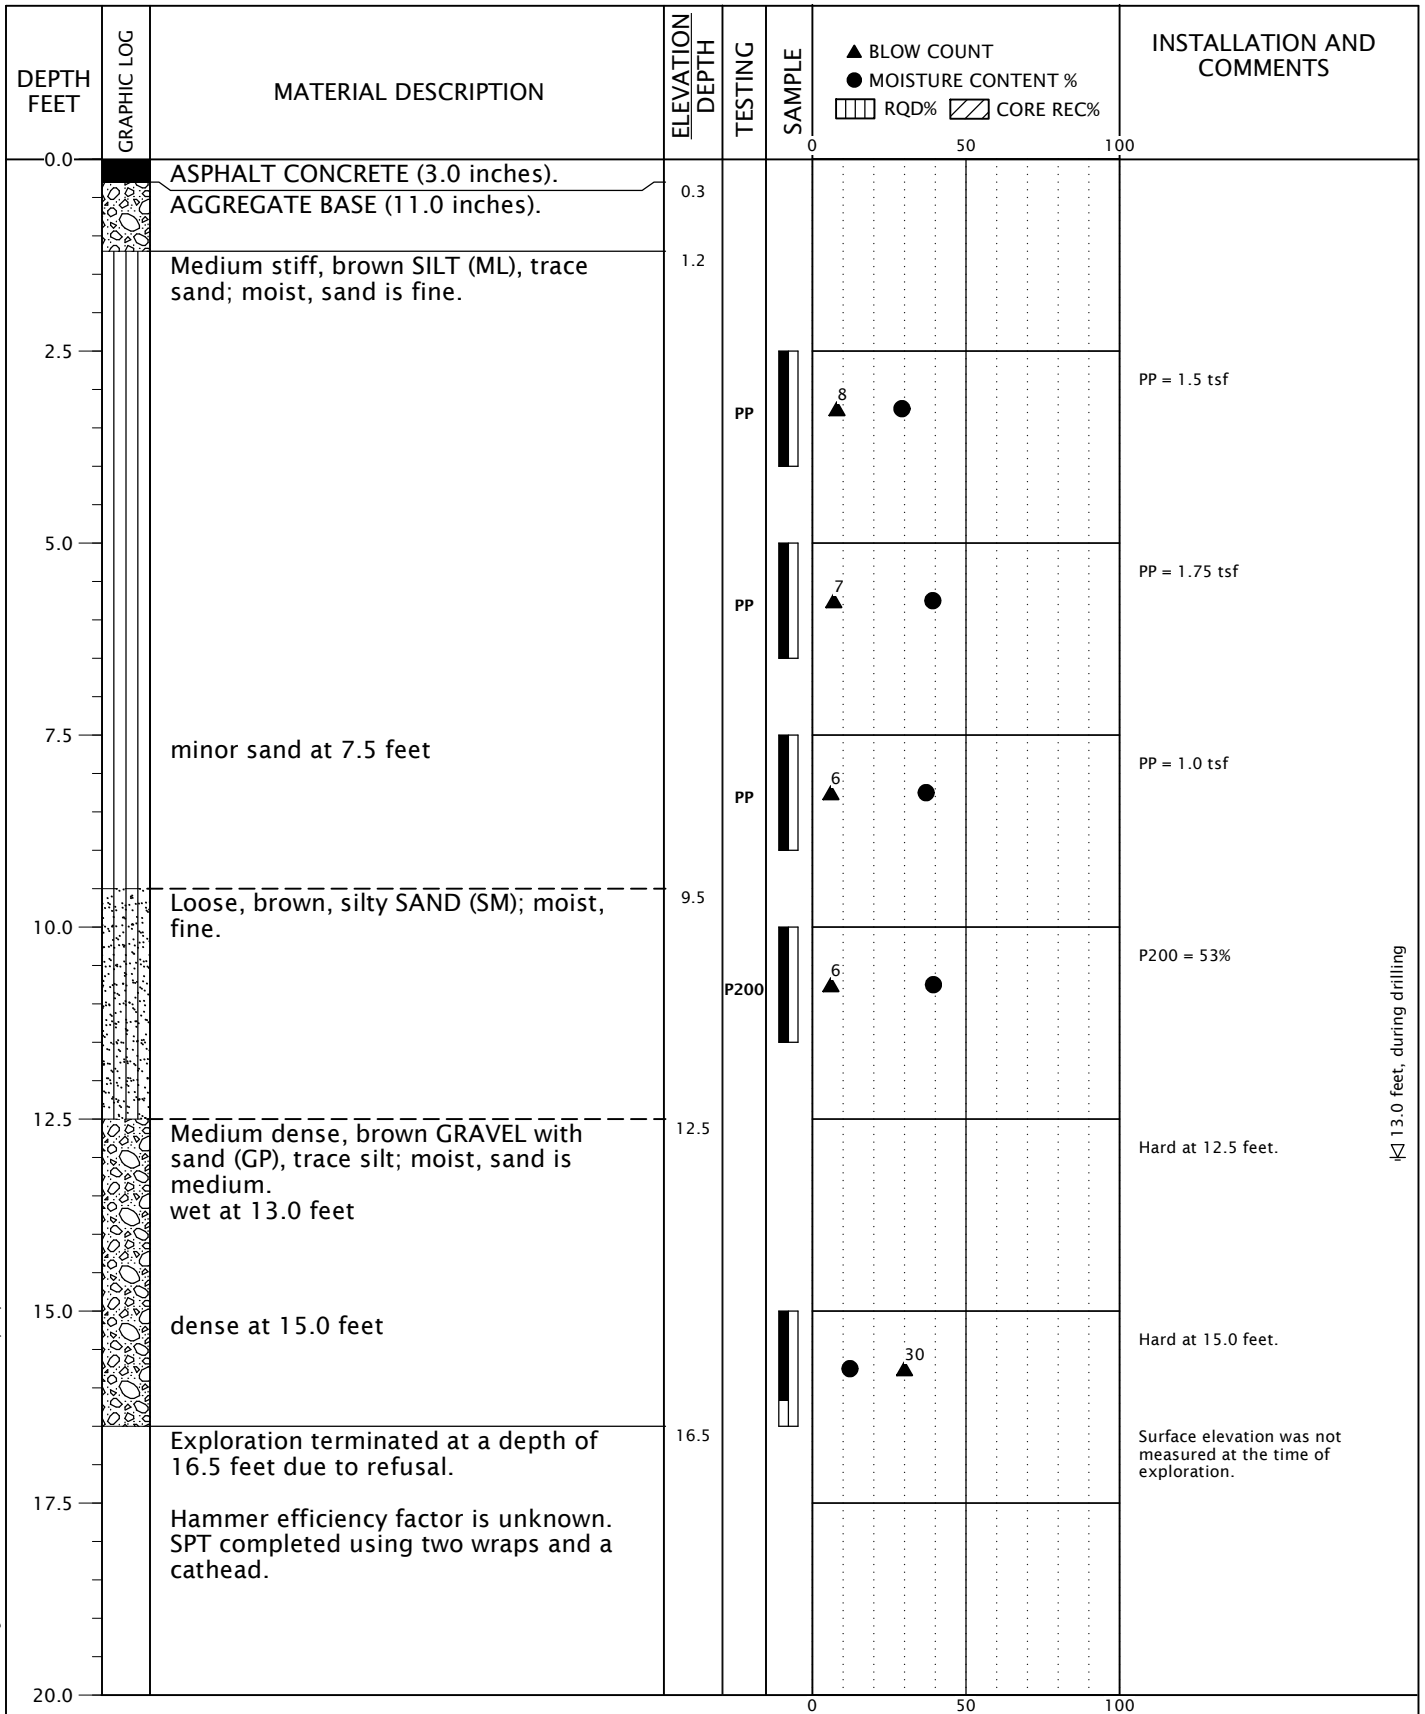 DEPTH
FEET
GRAPHIC LOG
MATERIAL DESCRIPTION
ELEVATION
DEPTH
TESTING
SAMPLE
▲ BLOW COUNT
● MOISTURE CONTENT %
RQD% CORE REC%
INSTALLATION AND
COMMENTS
0 50 100
0.0
ASPHALT CONCRETE (3.0 inches).
0.3
AGGREGATE BASE (11.0 inches).
1.2
Medium stiff, brown SILT (ML), trace
sand; moist, sand is fine.
2.5
PP = 1.5 tsf
8
PP
5.0
PP = 1.75 tsf
7
PP
7.5
minor sand at 7.5 feet
PP = 1.0 tsf
6
PP
9.5
Loose, brown, silty SAND (SM); moist,
fine.
10.0
P200 = 53%
6
P200
13.0 feet, during drilling
12.5
12.5
Medium dense, brown GRAVEL with
sand (GP), trace silt; moist, sand is
medium.
wet at 13.0 feet
Hard at 12.5 feet.
15.0
dense at 15.0 feet
Hard at 15.0 feet.
30
16.5
Exploration terminated at a depth of
16.5 feet due to refusal.
Surface elevation was not
measured at the time of
exploration.
17.5
Hammer efficiency factor is unknown.
SPT completed using two wraps and a
cathead.
20.0
0 50 100